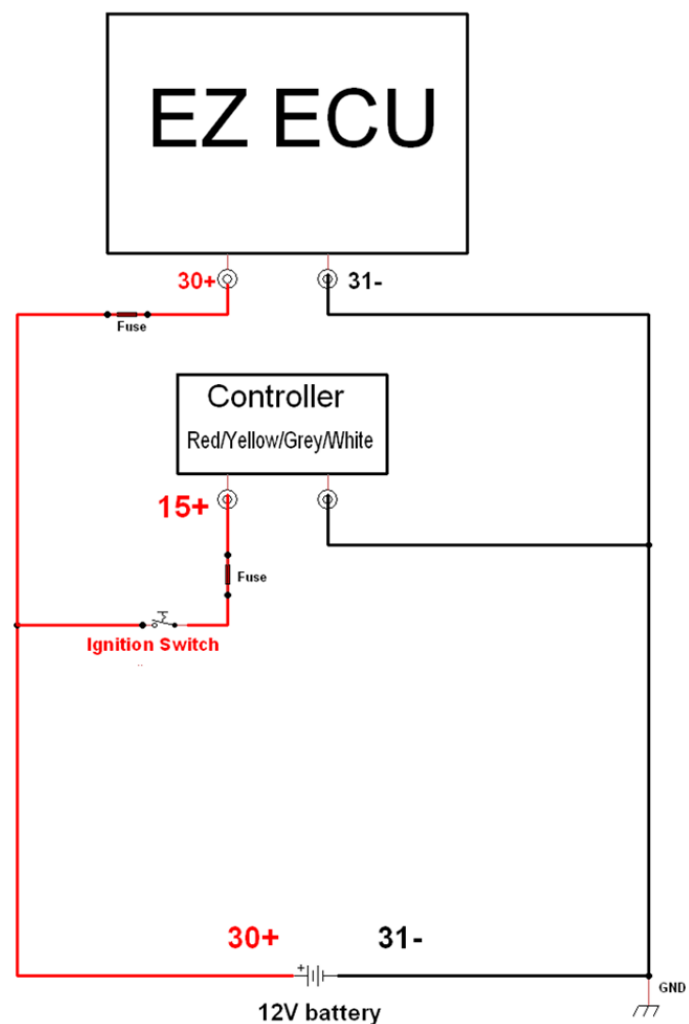 EZ ECU
30+ 31-
Fuse
Controller
Red/Yellow/Grey/White
15+
Fuse
Ignition Switch
30+ 31-
+
GND
12V battery